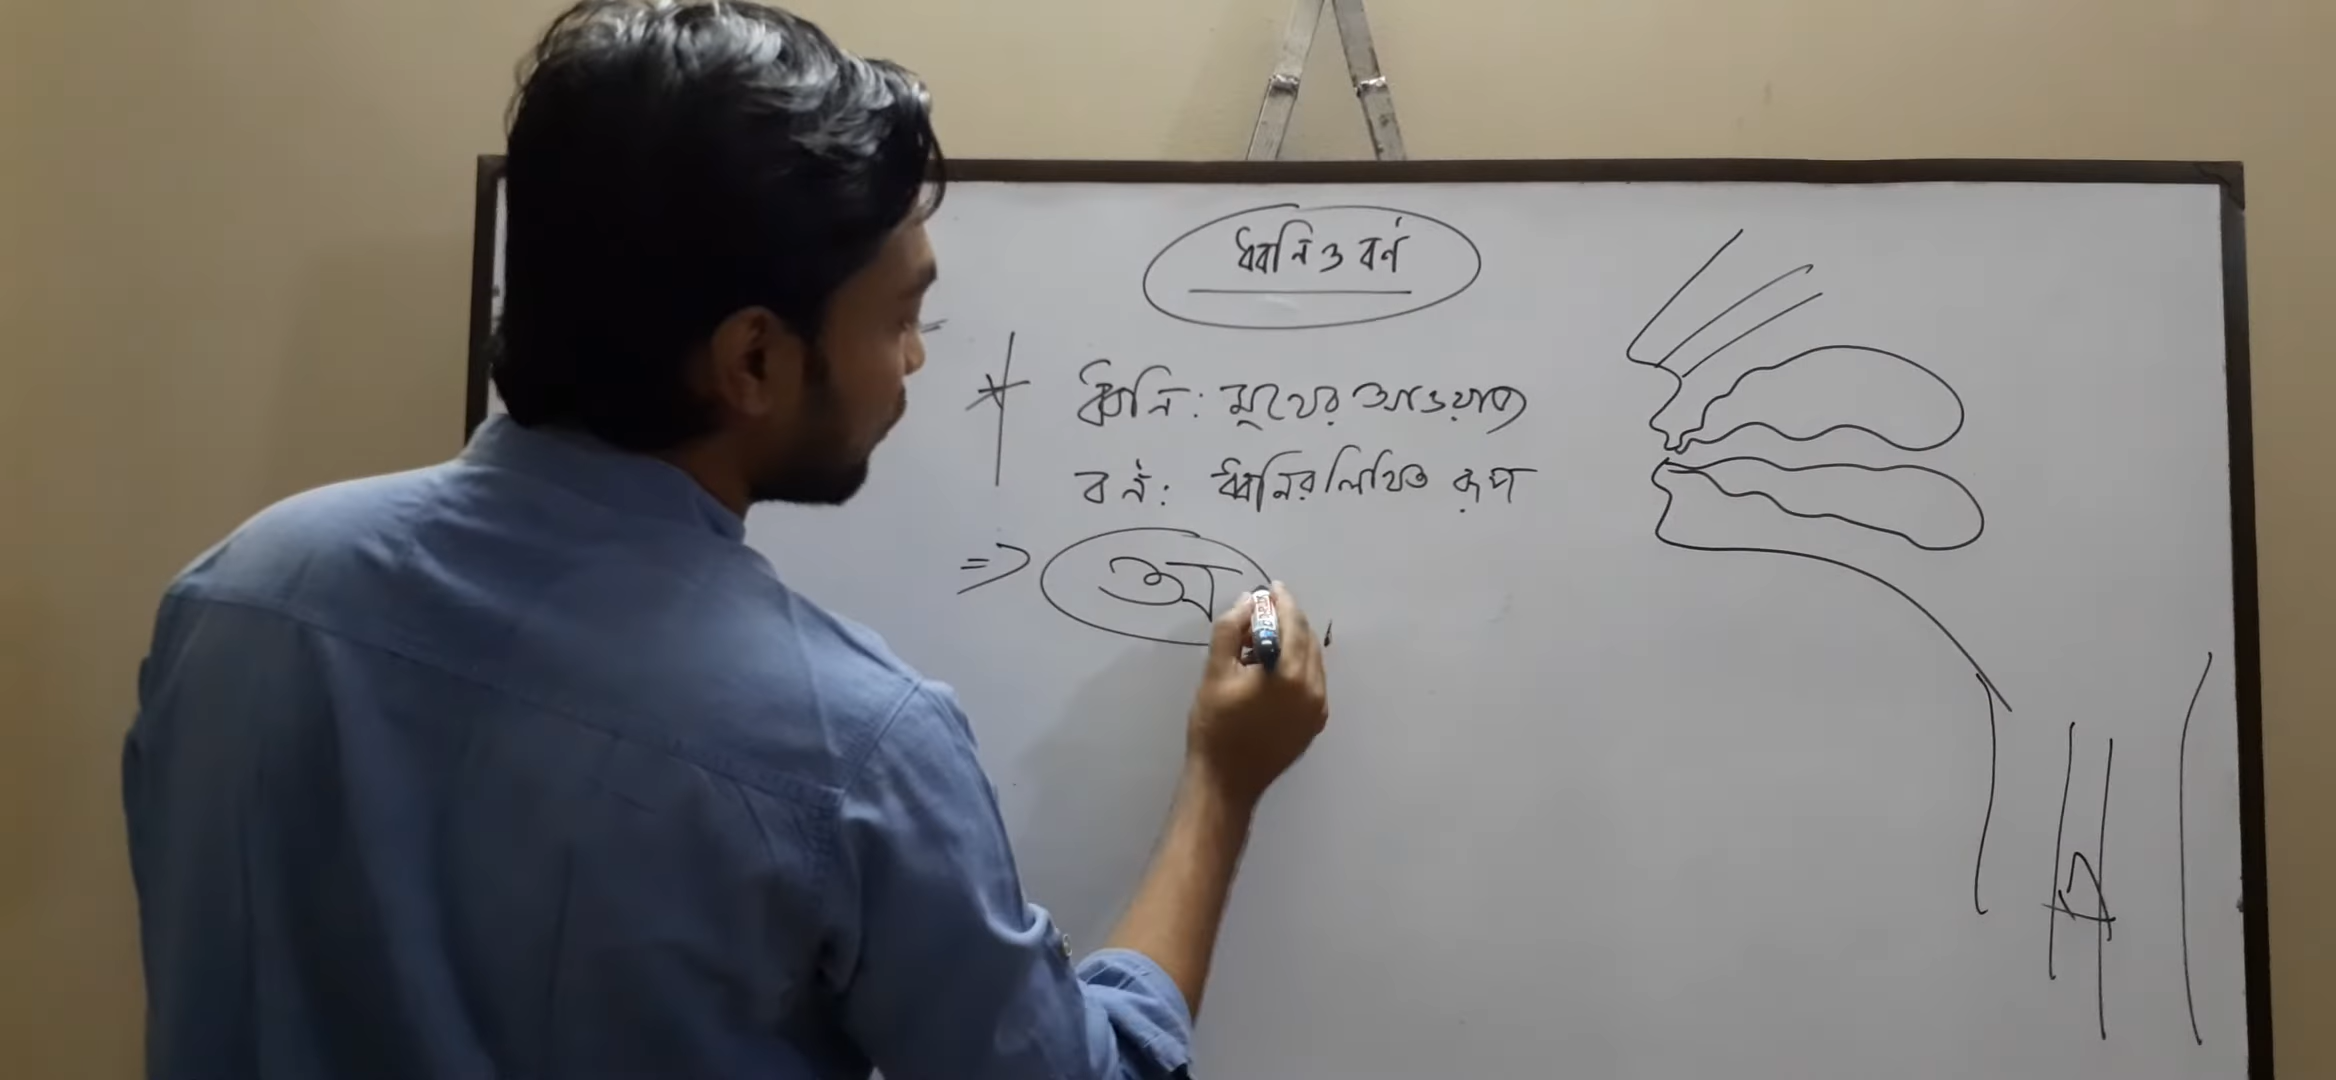 ধ্বনি ও বর্ণ
ধ্বনি: মুখের আওয়াজ
বর্ণ: ধ্বনির লিখিত রূপ
=> অ